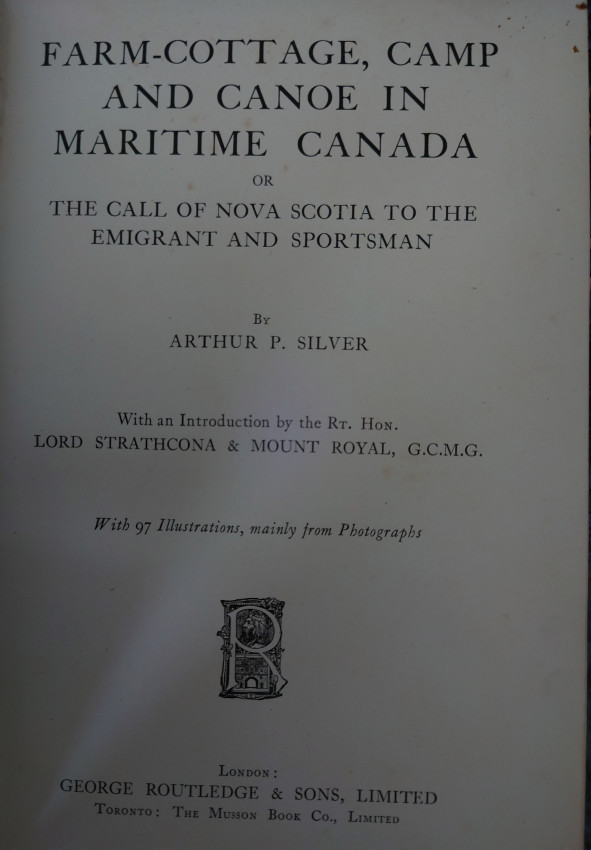 FARM-COTTAGE, CAMP
AND CANOE IN
MARITIME CANADA
OR
THE CALL OF NOVA SCOTIA TO THE
EMIGRANT AND SPORTSMAN
BY
ARTHUR P. SILVER
With an Introduction by the RT. HON.
LORD STRATHCONA & MOUNT ROYAL, G.C.M.G.
With 97 Illustrations, mainly from Photographs
R
LONDON:
GEORGE ROUTLEDGE & SONS, LIMITED
TORONTO: THE MUSSON BOOK CO., LIMITED